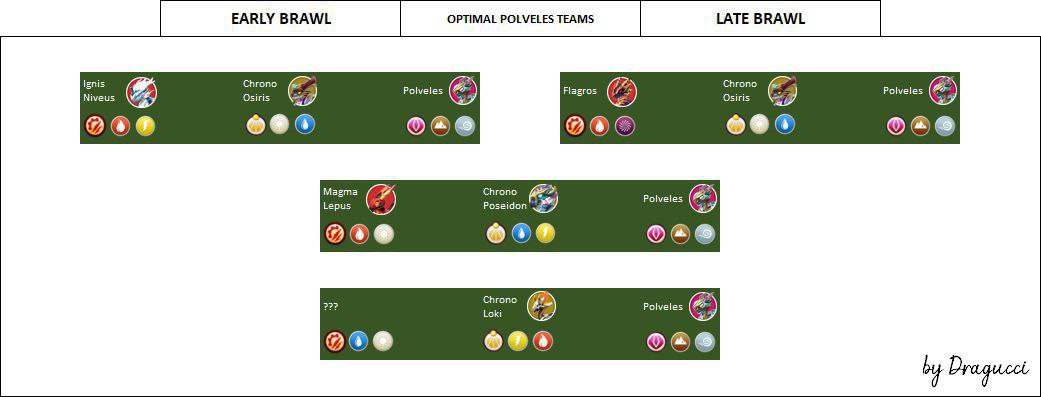 EARLY BRAWL
OPTIMAL POLVELES TEAMS
LATE BRAWL
Ignis
Niveus
Chrono
Osiris
Polveles
Flagros
Chrono
Osiris
Polveles
Magma
Lepus
Chrono
Poseidon
Polveles
???
Chrono
Loki
Polveles
by Dragucci